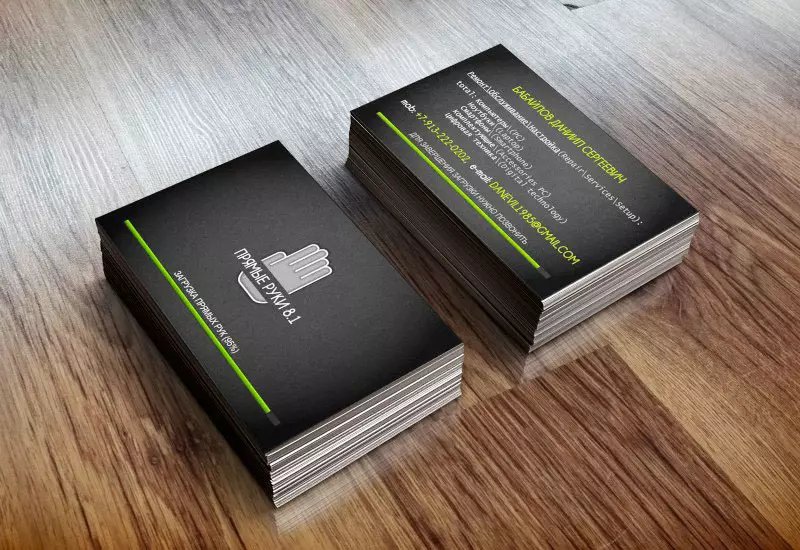 ПРЯМЫЕ РУКИ 8.1
ЗАГРУЗКА ПРЯМЫХ РУК (95%)
БАБАЙЛОВ ДАНИИЛ СЕРГЕЕВИЧ
Ремонт\Обслуживание\Настройка(Repair\Services\Setup):
total: Компьютеры(PC)
Ноутбуки(Laptop)
Смартфоны(Smartphone)
Комплектующие(Accessories PC)
Цифровая техника(Digital technology)
mob: +7-913-222-0202, e-mail: DANEVIL1985@GMAIL.COM
ДЛЯ ЗАВЕРШЕНИЯ ЗАГРУЗКИ НУЖНО ПОЗВОНИТЬ